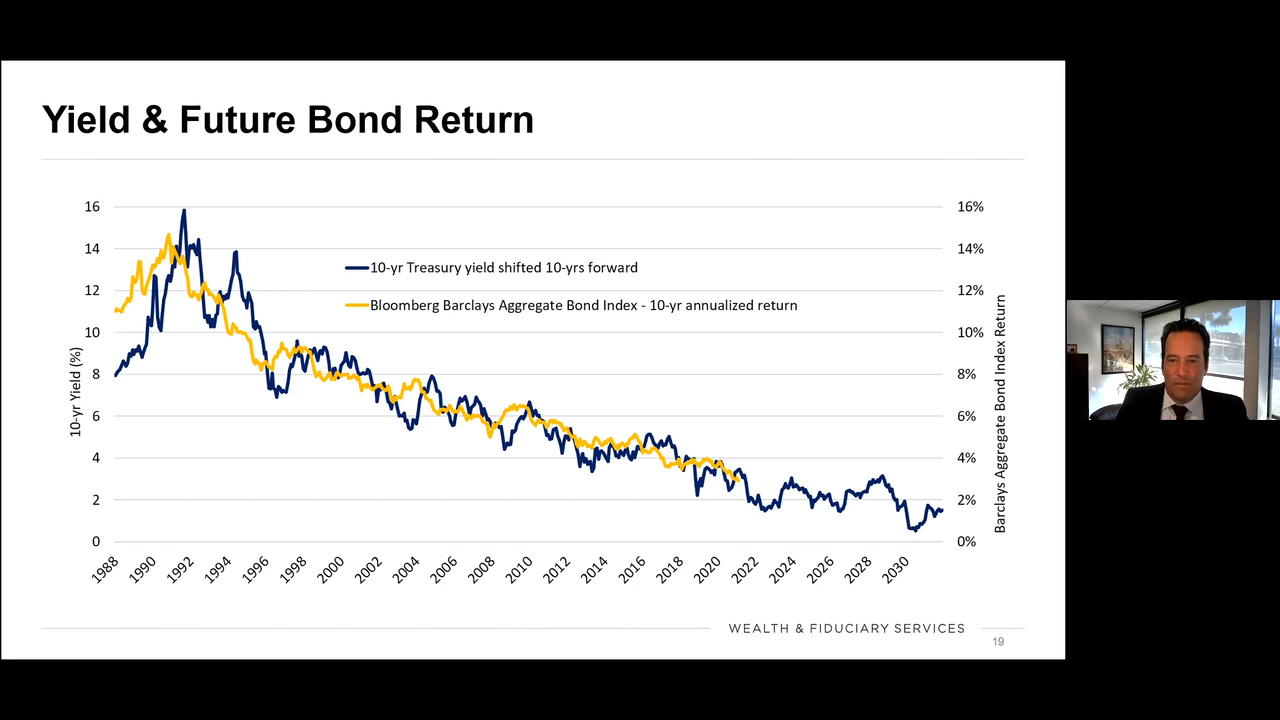 Yield & Future Bond Return
16
14
12
10
8
6
4
2
0
10-yr Yield (%)
10-yr Treasury yield shifted 10-yrs forward
Bloomberg Barclays Aggregate Bond Index - 10-yr annualized return
16%
14%
12%
10%
8%
6%
4%
2%
0%
Barclays Aggregate Bond Index Return
1988 1990 1992 1994 1996 1998 2000 2002 2004 2006 2008 2010 2012 2014 2016 2018 2020 2022 2024 2026 2028 2030
WEALTH & FIDUCIARY SERVICES
19